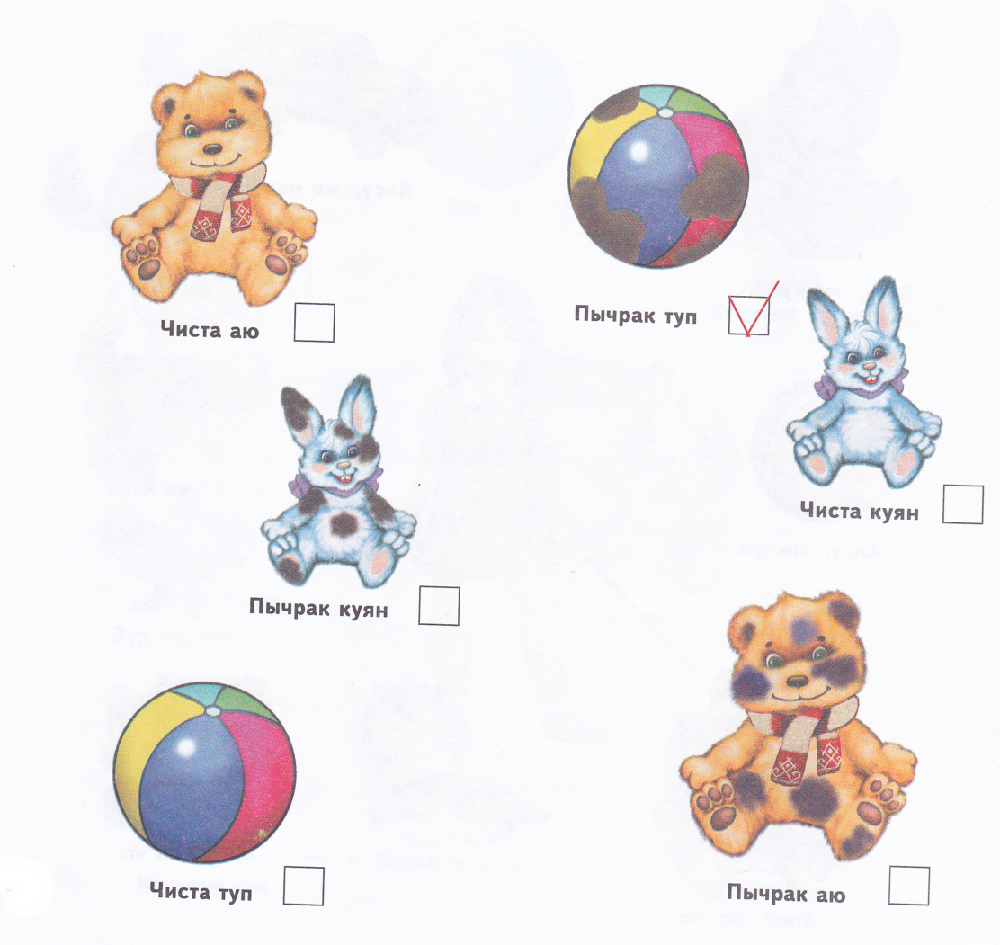 Чиста аю
Пычрак туп
Чиста куян
Пычрак куян
Чиста туп
Пычрак аю